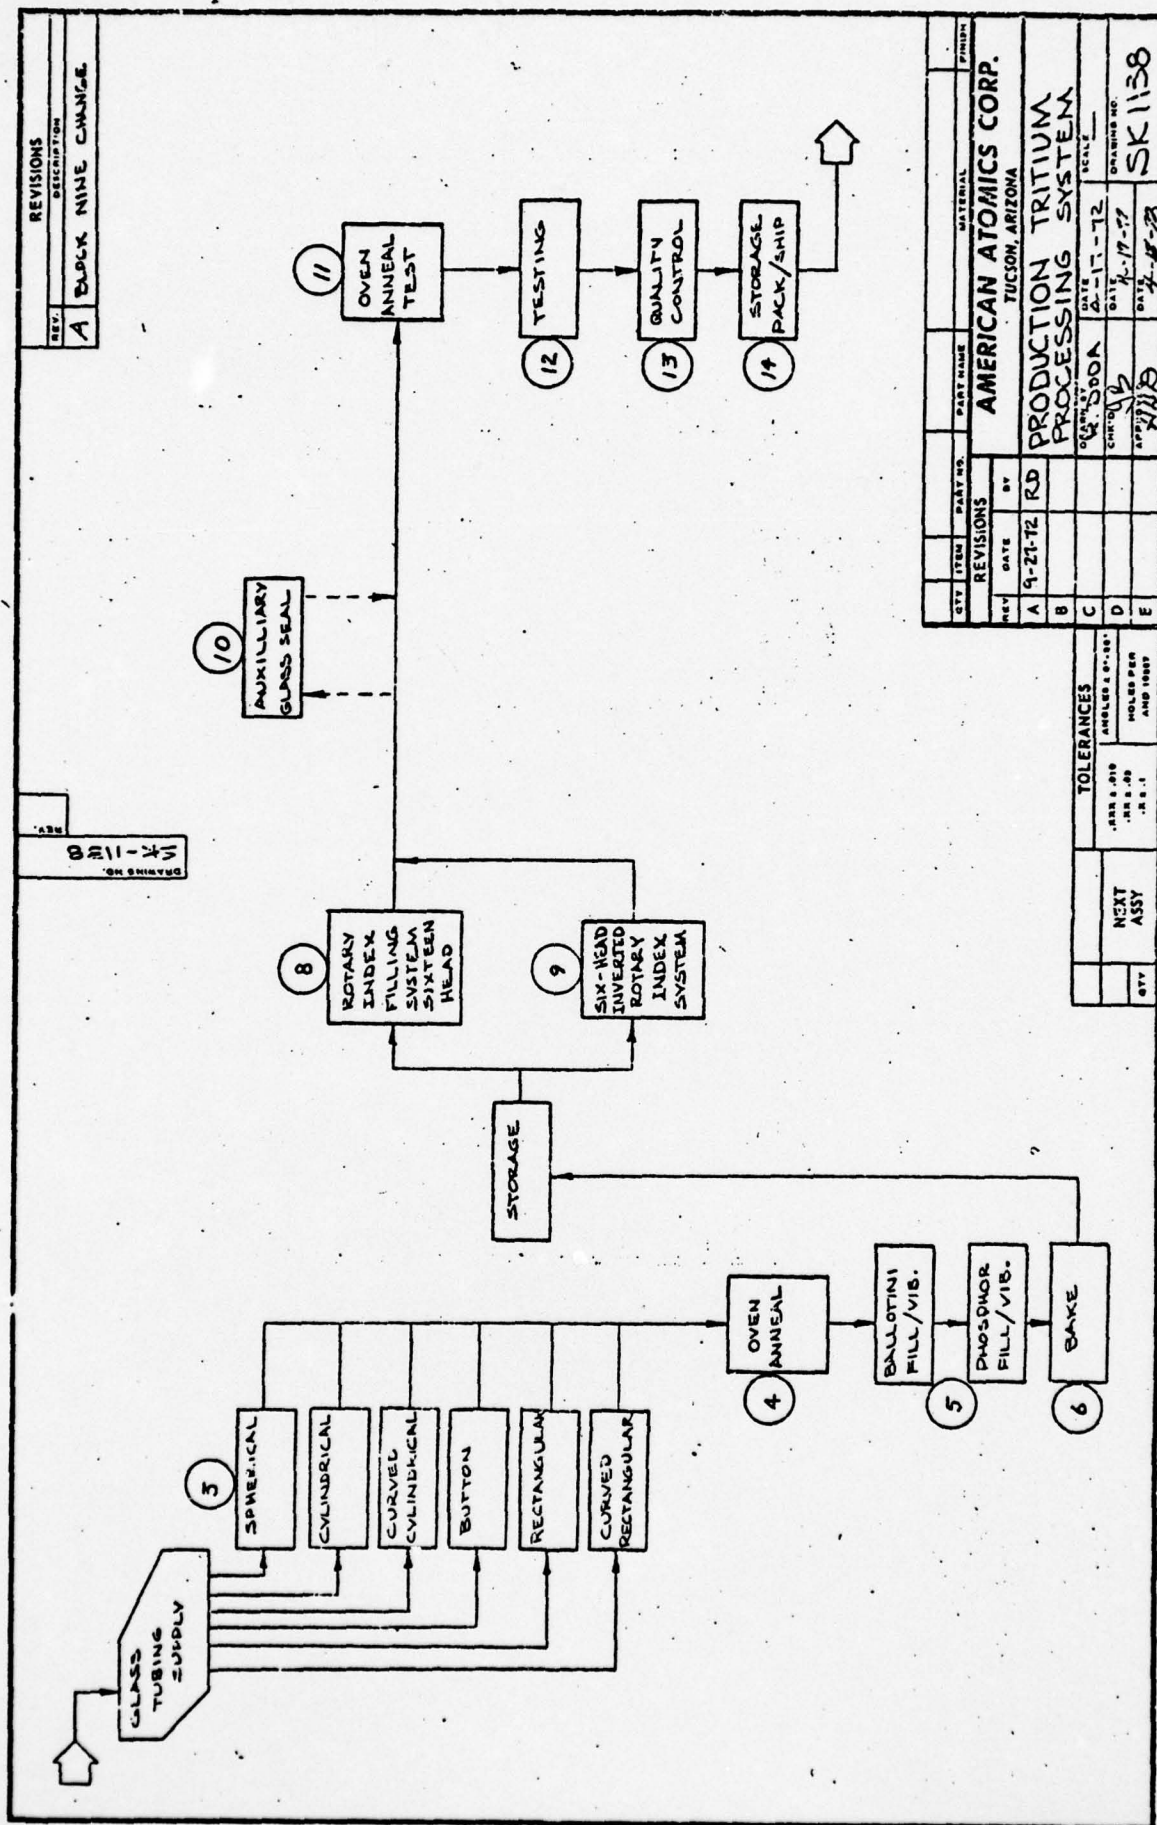 REVISIONS
REV. DESCRIPTION
A BLOCK NINE CHANGE
DRAWING NO.
REV.
GLASS
TUBING
SUPPLY
3
SPHERICAL
CYLINDRICAL
CURVED
CYLINDRICAL
BUTTON
RECTANGULAR
CURVED
RECTANGULAR
4
OVEN
ANNEAL
5
BALLOTINI
FILL/VIB.
PHOSPHOR
FILL/VIB.
6
BAKE
STORAGE
8
ROTARY
INDEX
FILLING
SYSTEM
SIXTEEN
HEAD
9
SIX-HEAD
INVERTED
ROTARY
INDEX
SYSTEM
10
AUXILLIARY
GLASS SEAL
11
OVEN
ANNEAL
TEST
12
TESTING
13
QUALITY
CONTROL
14
STORAGE
PACK/SHIP
QTY ITEM PART NO. PART NAME MATERIAL FINISH
REVISIONS
REV DATE BY
A 9-27-72 RD
B
C
D
E
AMERICAN ATOMICS CORP.
TUCSON, ARIZONA
PRODUCTION TRITIUM
PROCESSING SYSTEM
DRAWN BY R. DODA DATE SCALE
CHK'D DATE DRAWING NO.
DATE SK1138
TOLERANCES
HOLES PER
NEXT
ASSY
QTY